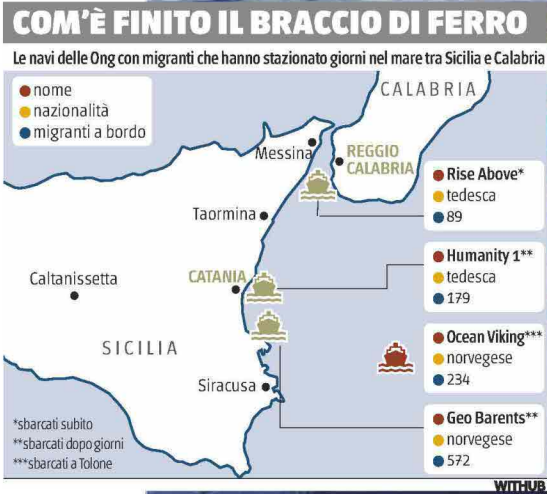 COM'È FINITO IL BRACCIO DI FERRO
Le navi delle Ong con migranti che hanno stazionato giorni nel mare tra Sicilia e Calabria
nome
nazionalità
migranti a bordo
CALABRIA
Messina
REGGIO
CALABRIA
Rise Above*
tedesca
89
Taormina
Humanity 1**
tedesca
179
Caltanissetta
CATANIA
SICILIA
Ocean Viking***
norvegese
234
Siracusa
Geo Barents**
norvegese
572
*sbarcati subito
**sbarcati dopo giorni
***sbarcati a Tolone
WITHUB